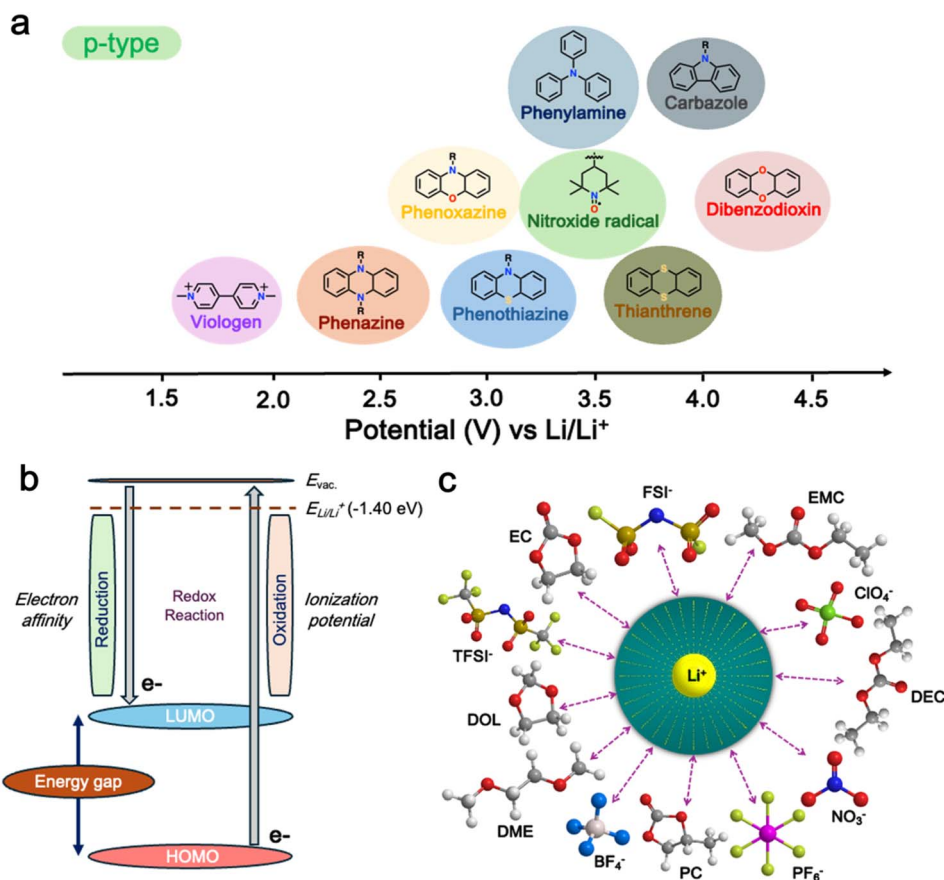 a
p-type
N
Phenylamine
R
N
Carbazole
R
N
O
Phenoxazine
N
O•
Nitroxide radical
O
O
Dibenzodioxin
+
N
N
+
Viologen
R
N
N
R
Phenazine
R
N
S
Phenothiazine
S
S
Thianthrene
1.5 2.0 2.5 3.0 3.5 4.0 4.5
Potential (V) vs Li/Li⁺
b
E_vac.
E_Li/Li⁺ (-1.40 eV)
Electron affinity
Reduction
Redox
Reaction
Oxidation
Ionization
potential
e-
LUMO
Energy gap
e-
HOMO
c
FSI⁻
EMC
EC
ClO₄⁻
TFSI⁻
Li⁺
DEC
DOL
DME
NO₃⁻
BF₄⁻
PC
PF₆⁻